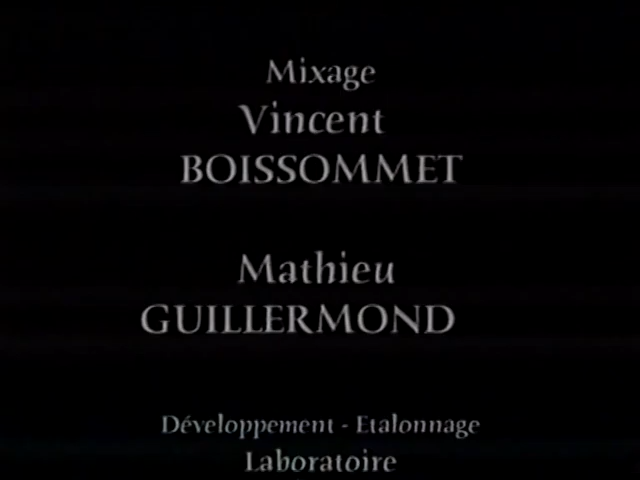 Mixage
Vincent
BOISSOMMET
Mathieu
GUILLERMOND
Développement - Etalonnage
Laboratoire